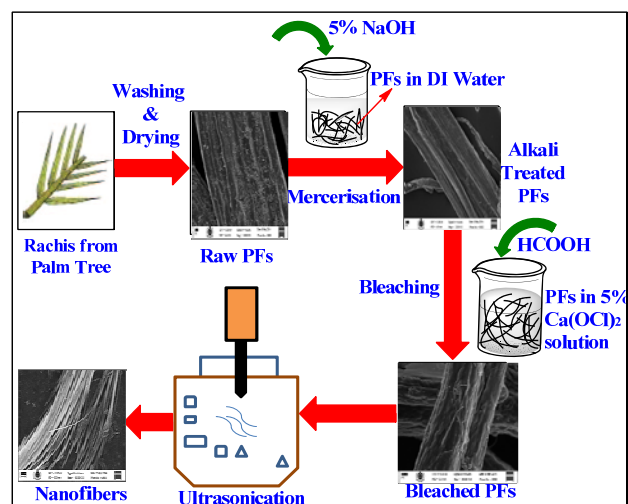 5% NaOH
Washing
&
Drying
PFs in DI Water
Mercerisation
Alkali
Treated
PFs
Rachis from
Palm Tree
Raw PFs
HCOOH
Bleaching
PFs in 5%
Ca(OCl)2
solution
Nanofibers
Ultrasonication
Bleached PFs